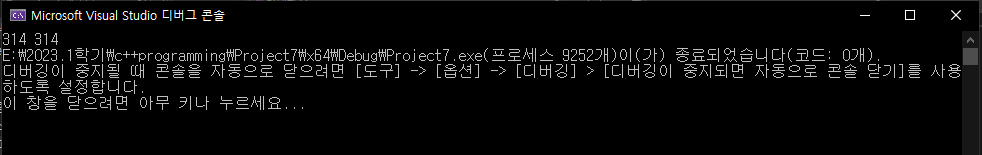 Microsoft Visual Studio 디버그 콘솔
314 314
E:₩2023.1학기₩c++programming₩Project7₩x64₩Debug₩Project7.exe(프로세스 9252개)이(가) 종료되었습니다(코드: 0개).
디버깅이 중지될 때 콘솔을 자동으로 닫으려면 [도구] -> [옵션] -> [디버깅] > [디버깅이 중지되면 자동으로 콘솔 닫기]를 사용
하도록 설정합니다.
이 창을 닫으려면 아무 키나 누르세요...